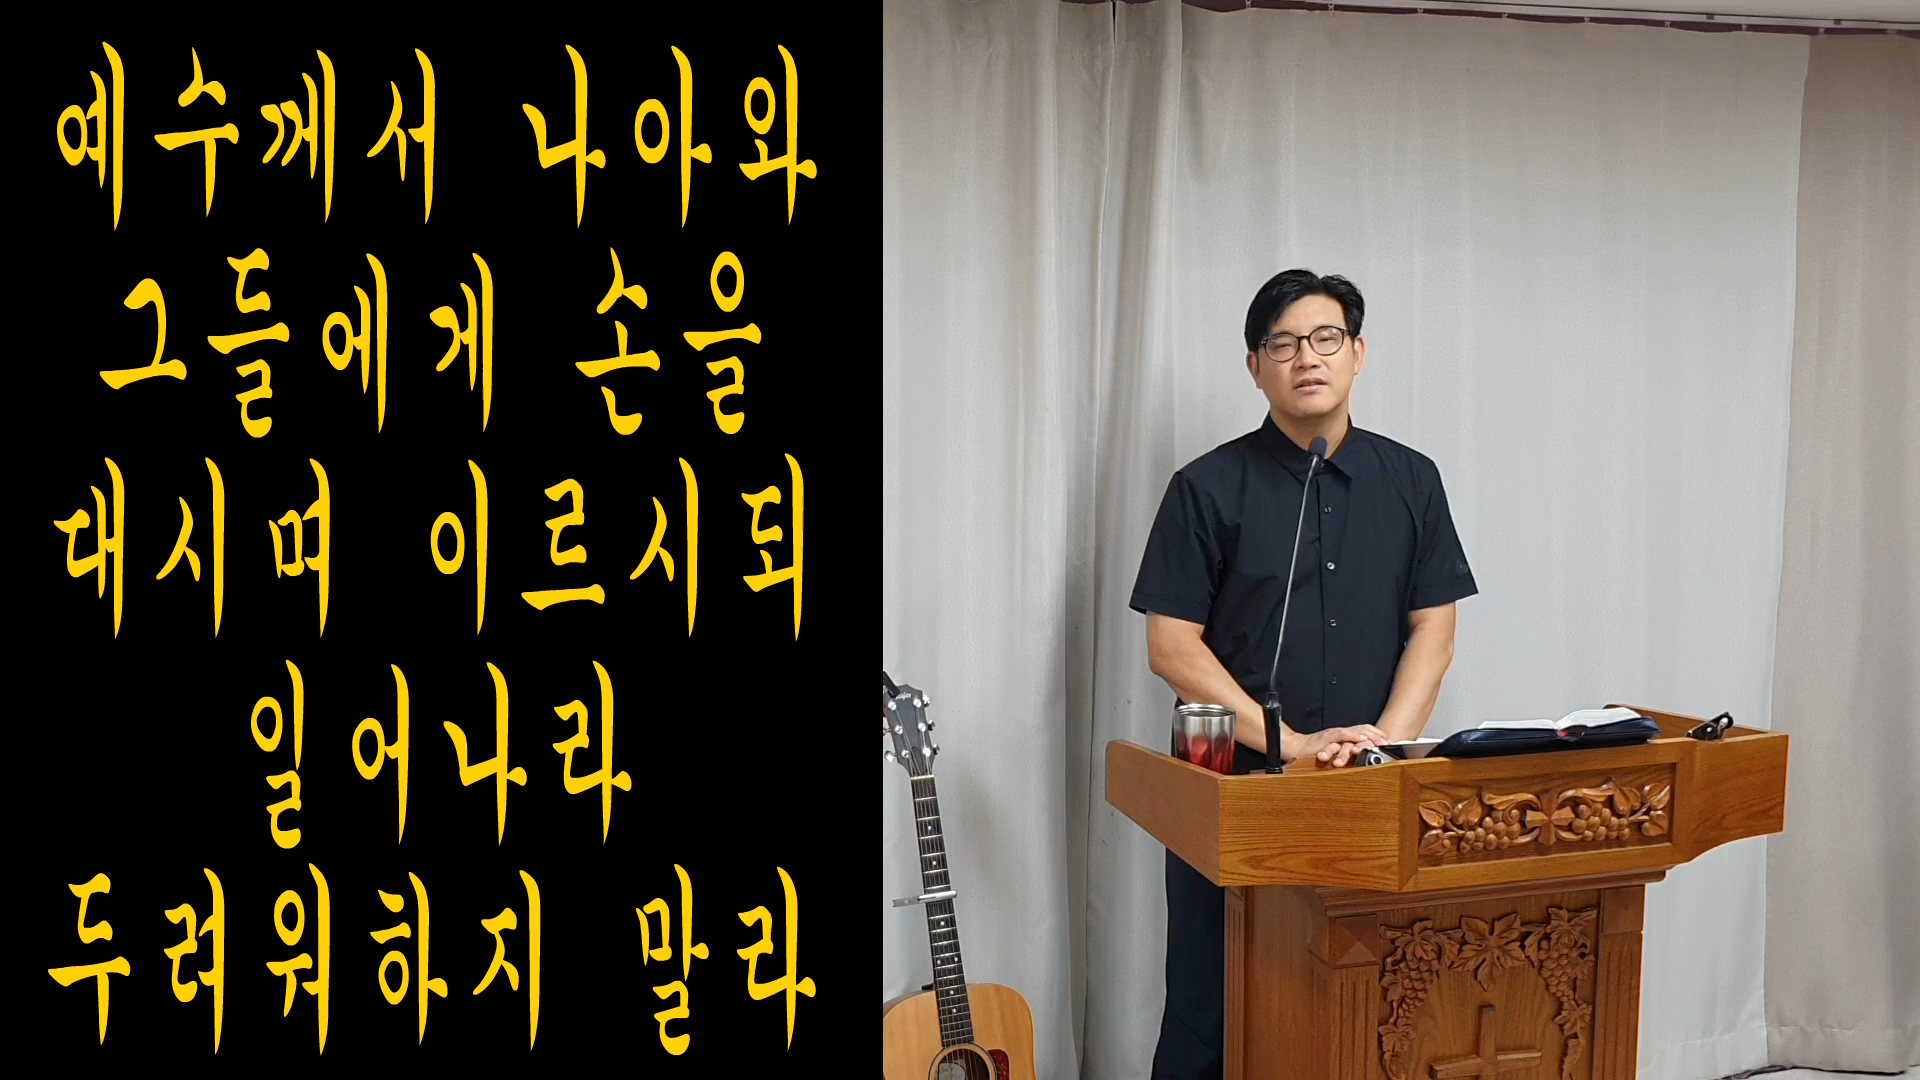 예수께서 나아와
그들에게 손을
대시며 이르시되
일어나라
두려워하지 말라